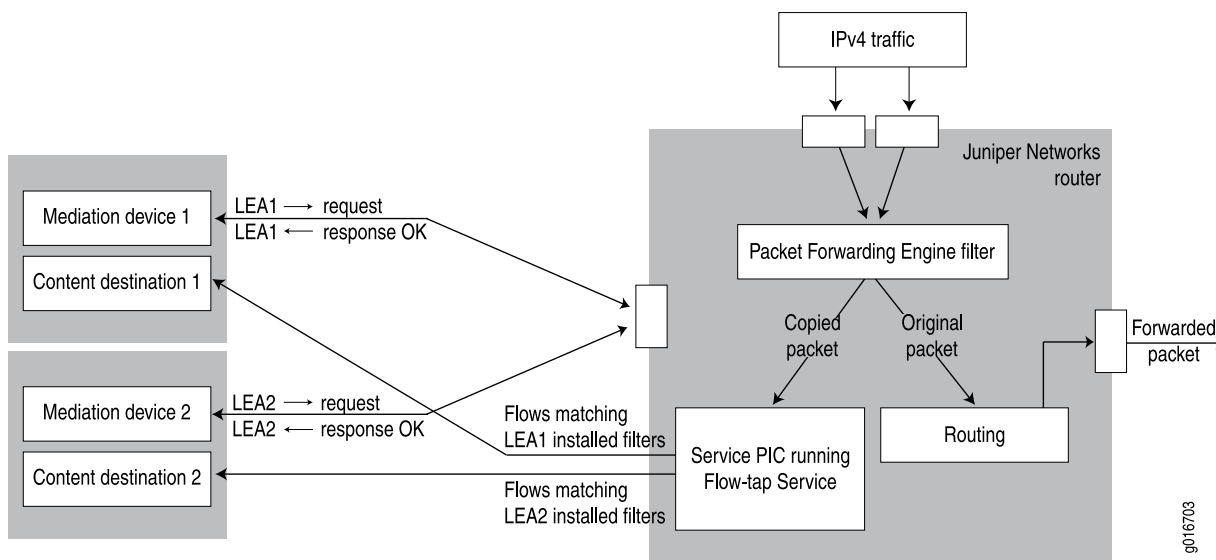 IPv4 traffic
Juniper Networks
router
Mediation device 1
LEA1 → request
LEA1 ← response OK
Content destination 1
Packet Forwarding Engine filter
Copied
packet
Original
packet
Forwarded
packet
Mediation device 2
LEA2 → request
LEA2 ← response OK
Content destination 2
Flows matching
LEA1 installed filters
Flows matching
LEA2 installed filters
Service PIC running
Flow-tap Service
Routing
g016703